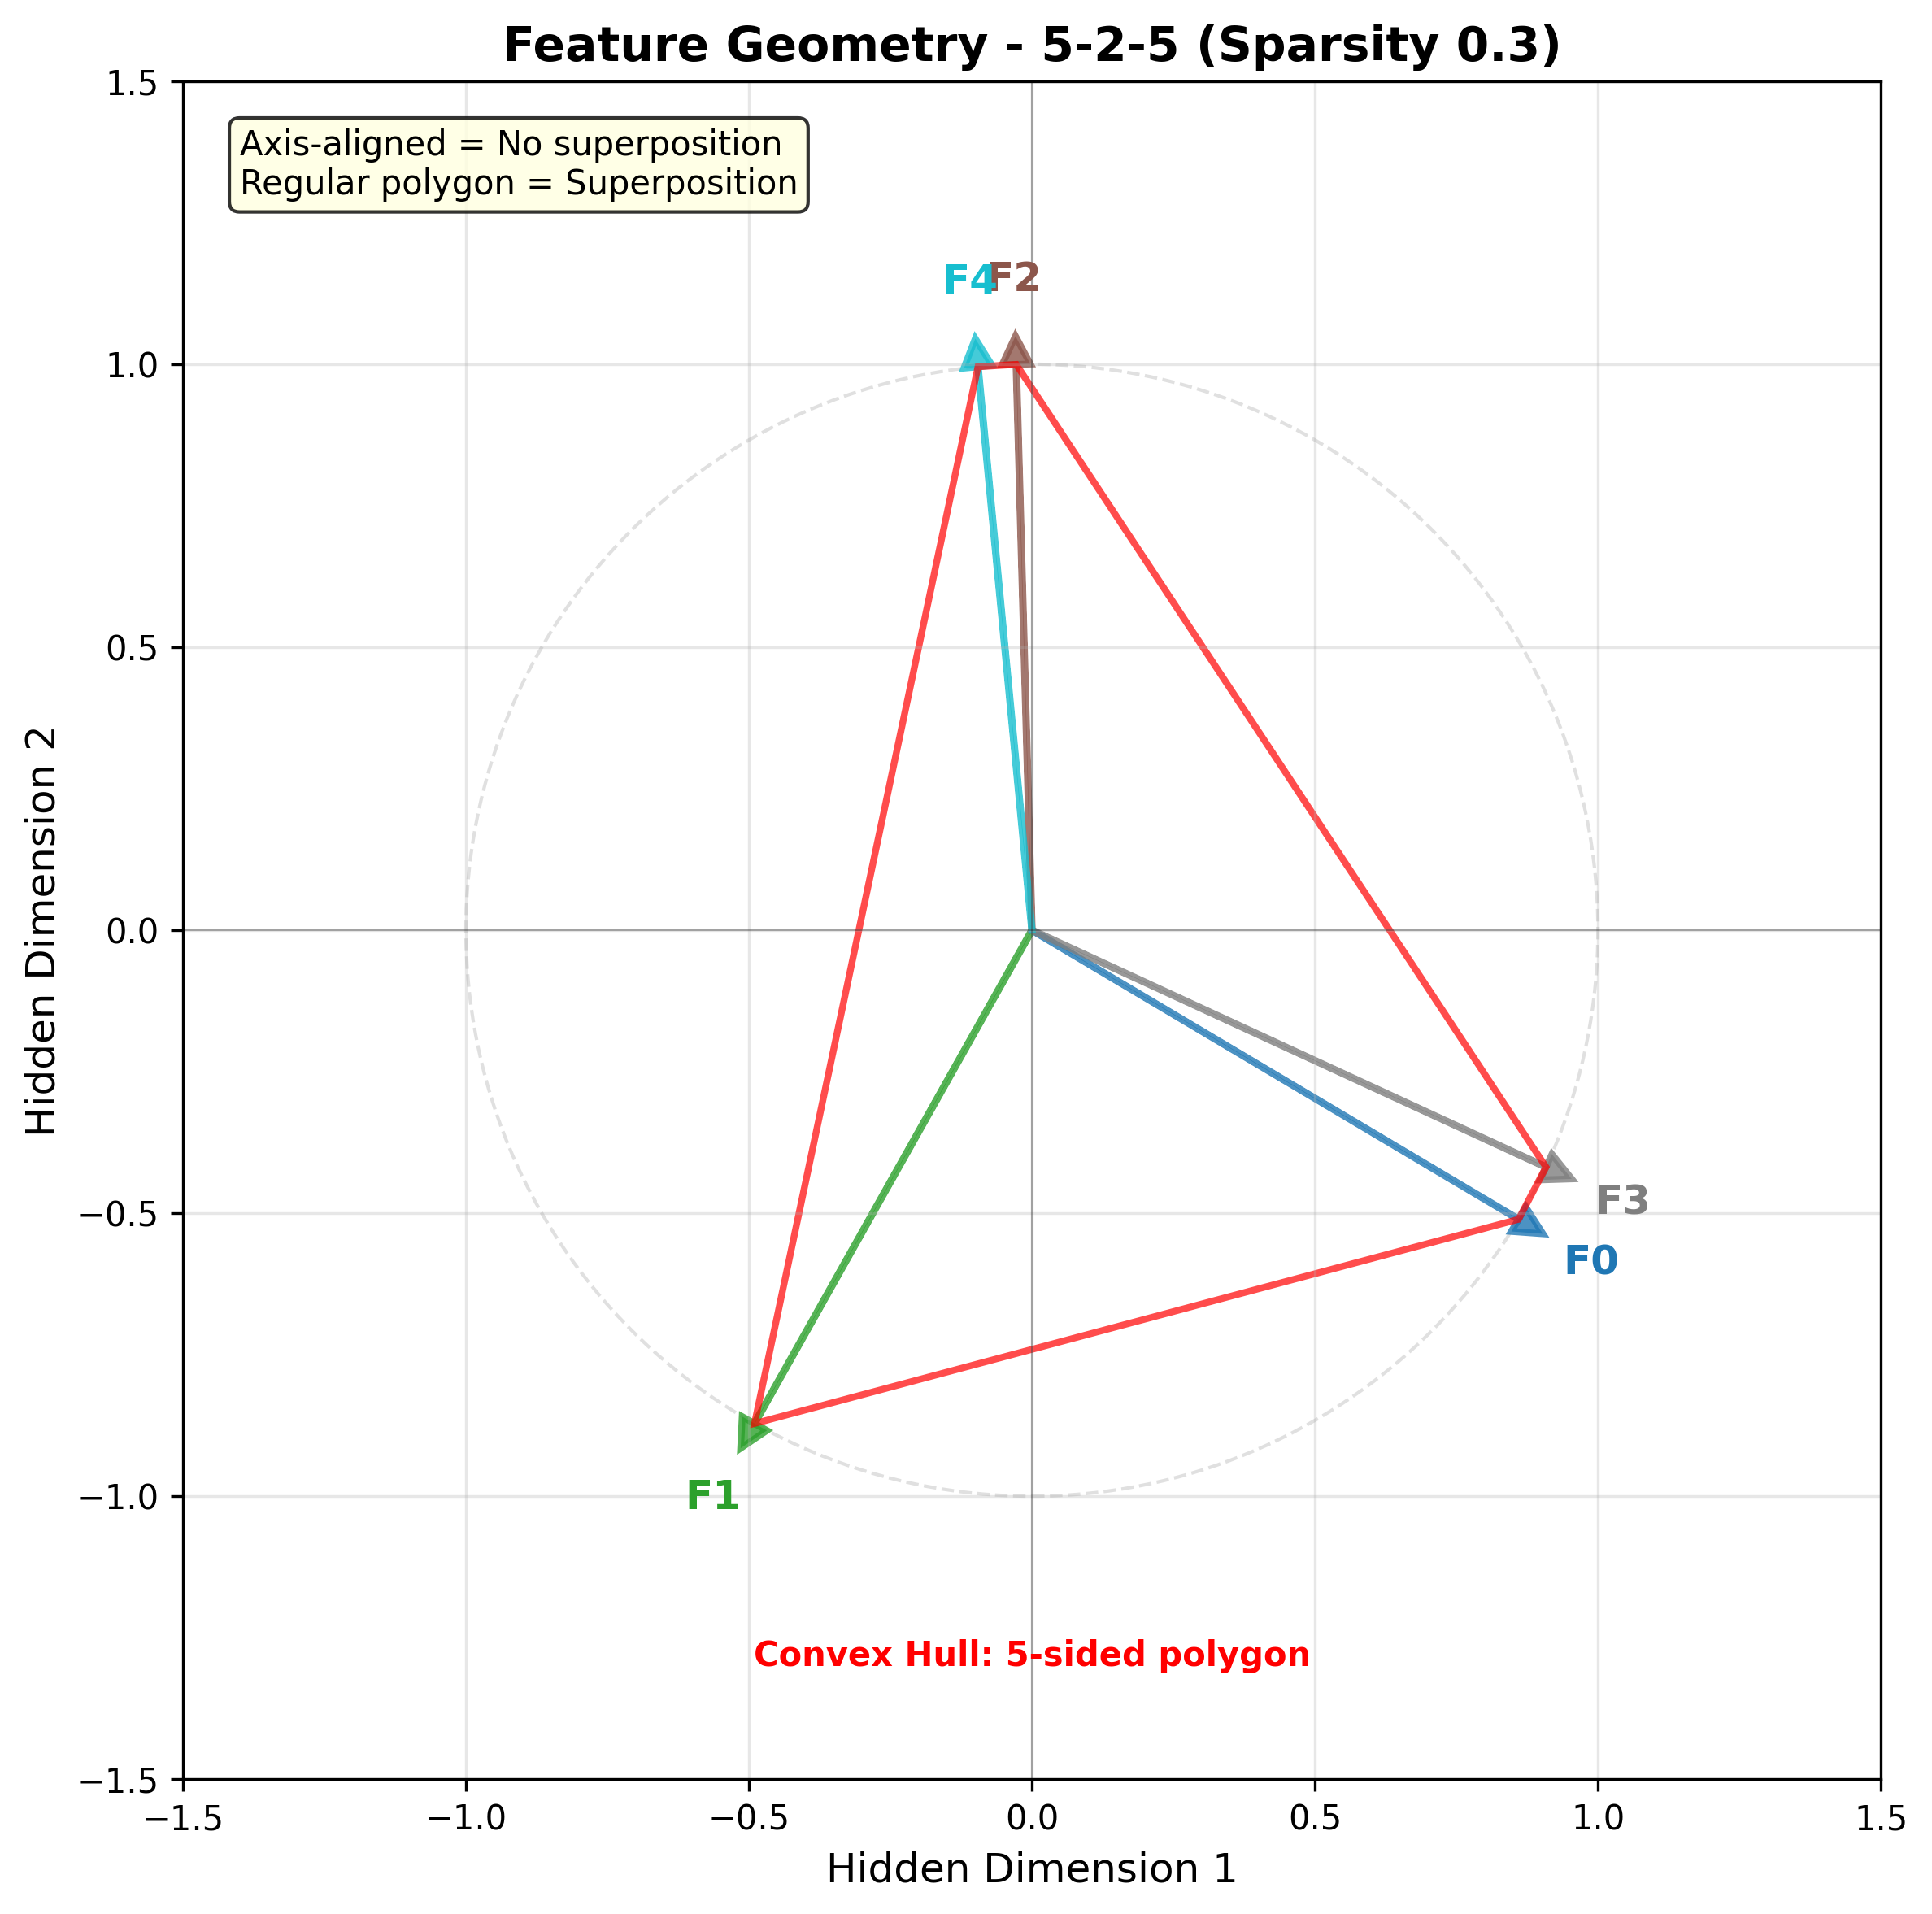 Feature Geometry - 5-2-5 (Sparsity 0.3)
1.5
Axis-aligned = No superposition
Regular polygon = Superposition
F4
F2
1.0
0.5
Hidden Dimension 2
0.0
F3
−0.5
F0
F1
−1.0
Convex Hull: 5-sided polygon
−1.5
−1.5 −1.0 −0.5 0.0 0.5 1.0 1.5
Hidden Dimension 1